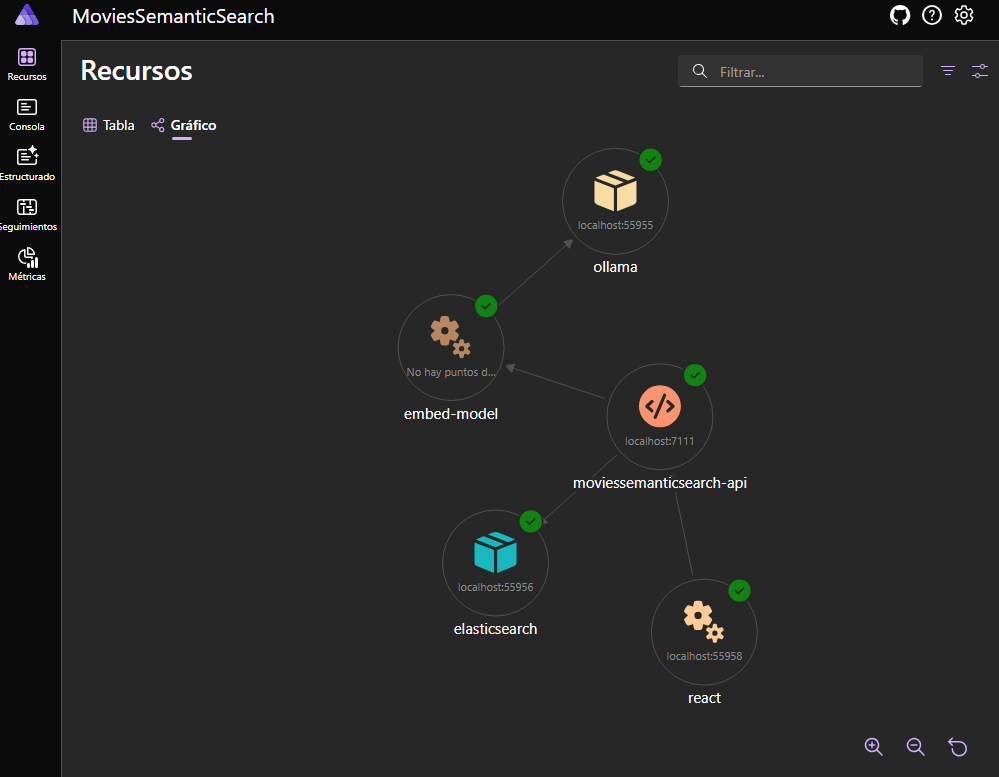 MoviesSemanticSearch
Recursos
Consola
Estructurado
Seguimientos
Métricas
Recursos
Filtrar...
Tabla
Gráfico
localhost:55955
ollama
No hay puntos d...
embed-model
localhost:7111
moviessemanticsearch-api
localhost:55956
elasticsearch
localhost:55958
react